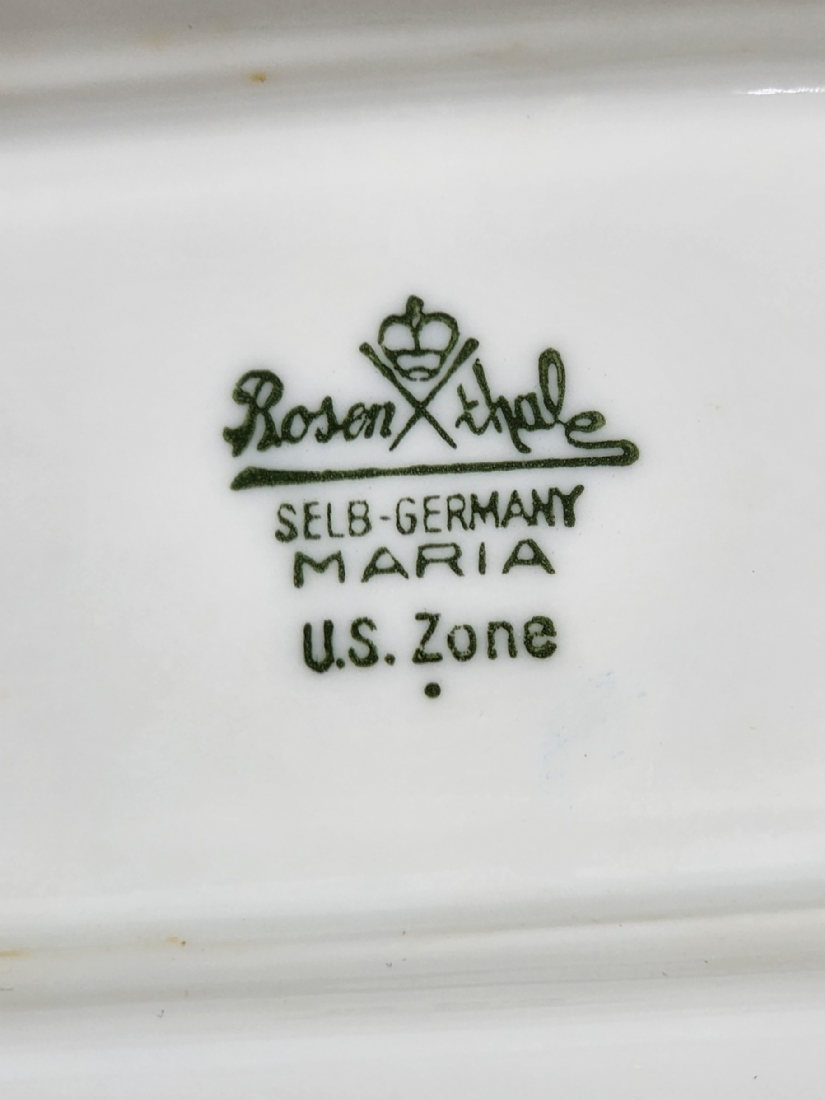 Rosenthal
SELB-GERMANY
MARIA
U.S. Zone